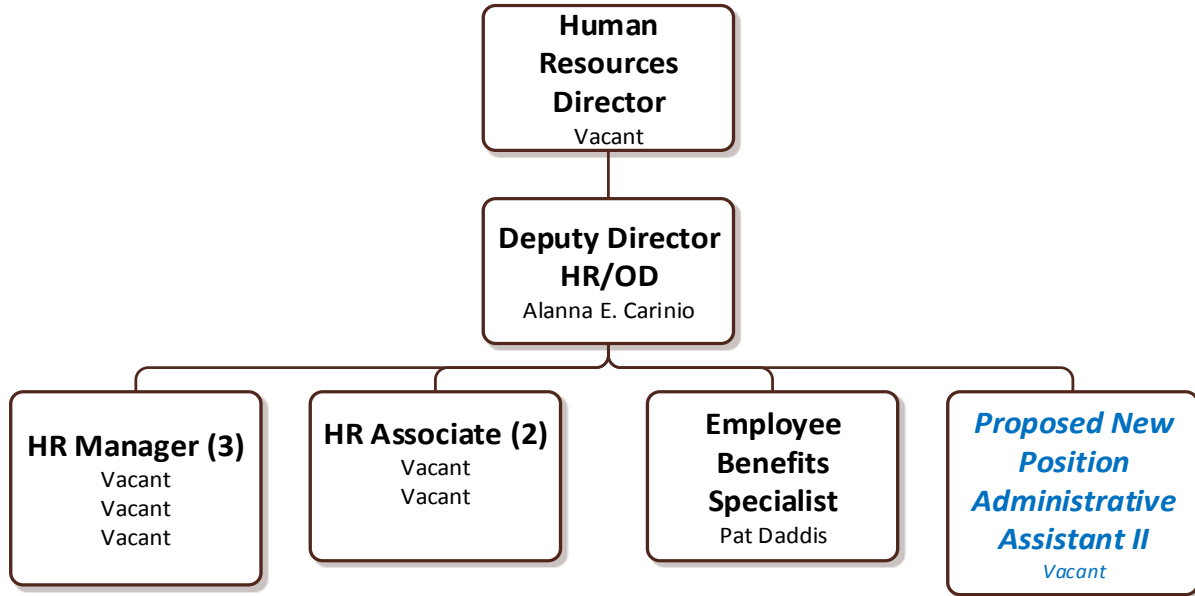 Human
Resources
Director
Vacant
Deputy Director
HR/OD
Alanna E. Carinio
HR Manager (3)
Vacant
Vacant
Vacant
HR Associate (2)
Vacant
Vacant
Employee
Benefits
Specialist
Pat Daddis
Proposed New
Position
Administrative
Assistant II
Vacant